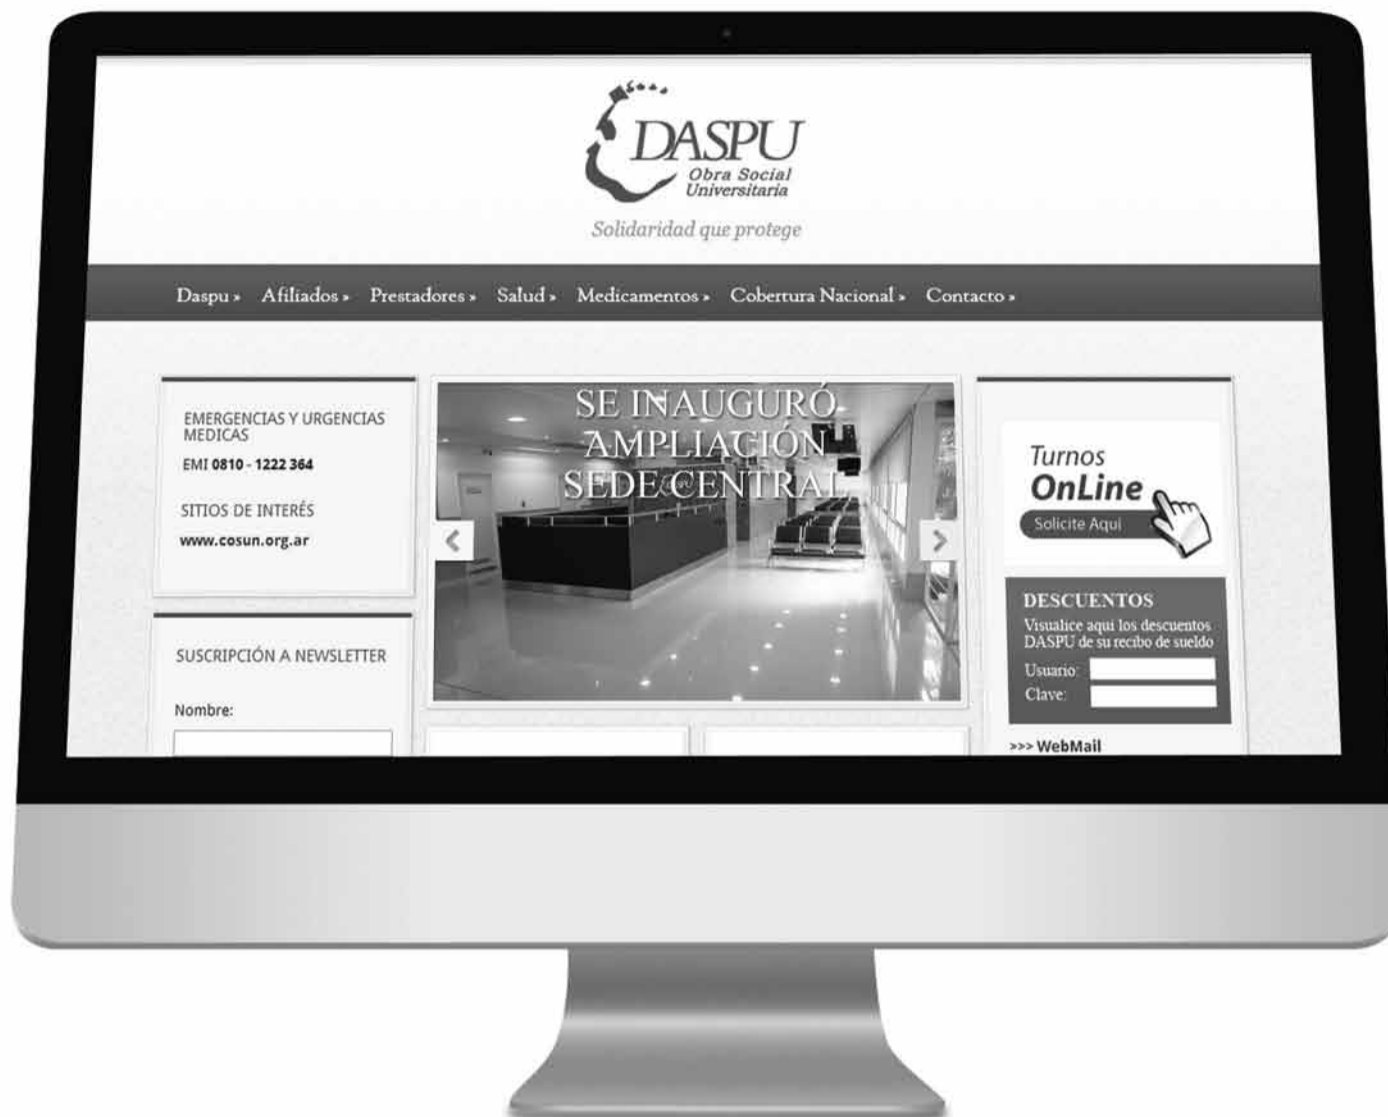 DASPU
Obra Social
Universitaria
Solidaridad que protege
Daspu » Afiliados » Prestadores » Salud » Medicamentos » Cobertura Nacional » Contacto »
EMERGENCIAS Y URGENCIAS
MEDICAS
EMI 0810 - 1222 364
SITIOS DE INTERÉS
www.cosun.org.ar
SUSCRIPCIÓN A NEWSLETTER
Nombre:
SE INAUGURÓ
AMPLIACIÓN
SEDE CENTRAL
Turnos
OnLine
Solicite Aqui
DESCUENTOS
Visualice aqui los descuentos
DASPU de su recibo de sueldo
Usuario:
Clave:
>>> WebMail